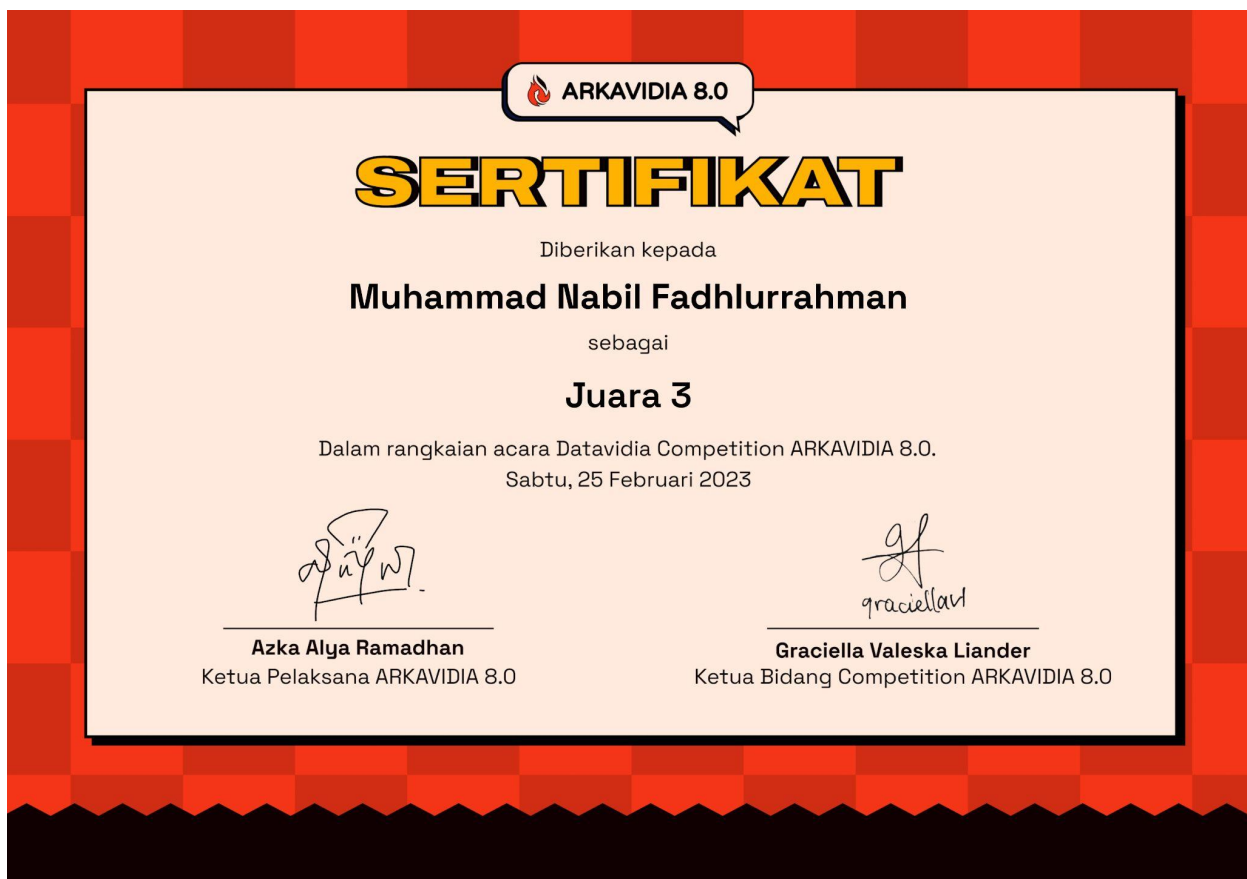 ARKAVIDIA 8.0
SERTIFIKAT
Diberikan kepada
Muhammad Nabil Fadhlurrahman
sebagai
Juara 3
Dalam rangkaian acara Datavidia Competition ARKAVIDIA 8.0.
Sabtu, 25 Februari 2023
graciellavl
Azka Alya Ramadhan
Ketua Pelaksana ARKAVIDIA 8.0
Graciella Valeska Liander
Ketua Bidang Competition ARKAVIDIA 8.0